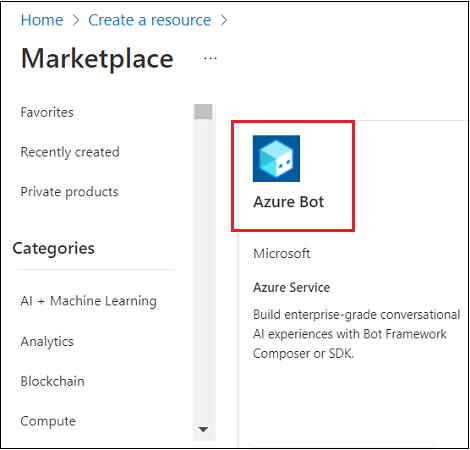 Home > Create a resource >
Marketplace ...
Favorites
Recently created
Private products
Categories
AI + Machine Learning
Analytics
Blockchain
Compute
Azure Bot
Microsoft
Azure Service
Build enterprise-grade conversational
AI experiences with Bot Framework
Composer or SDK.